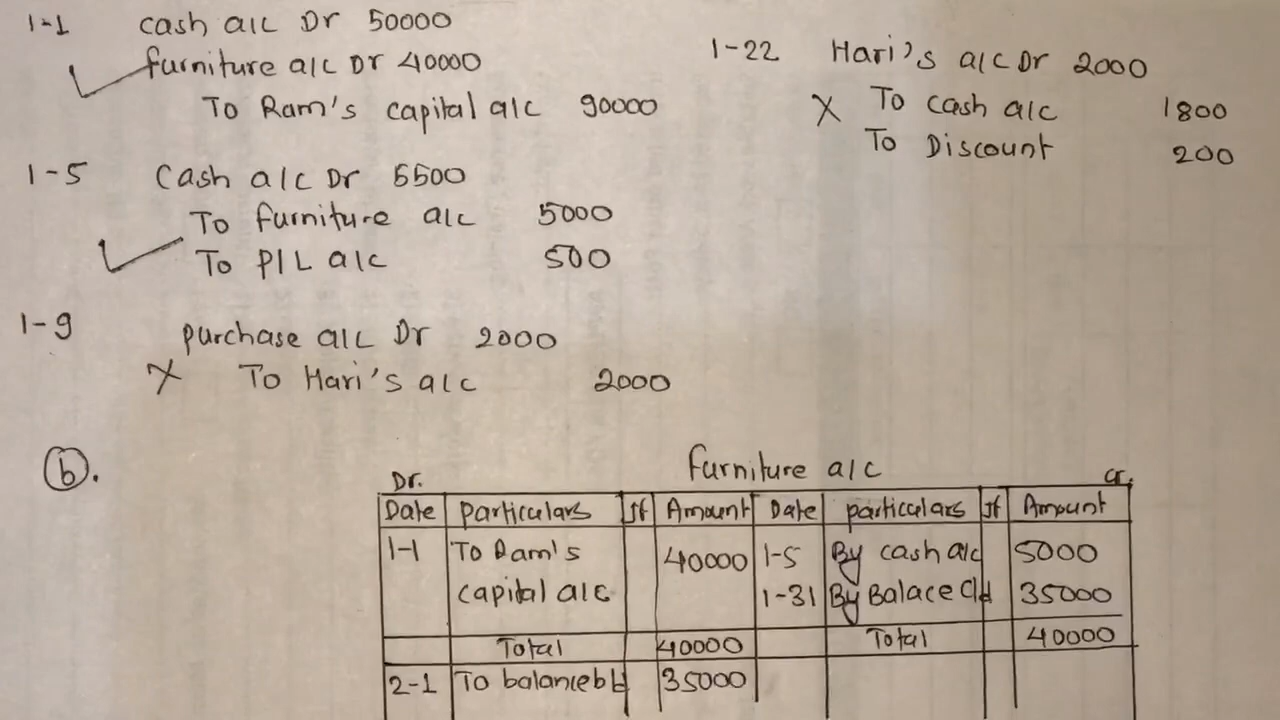 1-1 cash a/c Dr 50000
furniture a/c Dr 40000
To Ram's capital a/c 90000
1-5 Cash a/c Dr 5500
To furniture a/c 5000
To P/L a/c 500
1-9 purchase a/c Dr 2000
X To Hari's a/c 2000
1-22 Hari's a/c Dr 2000
X To cash a/c 1800
To Discount 200
b.
furniture a/c
Dr. cr.
Date particulars Jf Amount Date particulars Jf Amount
1-1 To Ram's 40000 1-5 By cash a/c 5000
capital a/c 1-31 By Balace c/d 35000
Total 40000 Total 40000
2-1 To balance b/d 35000